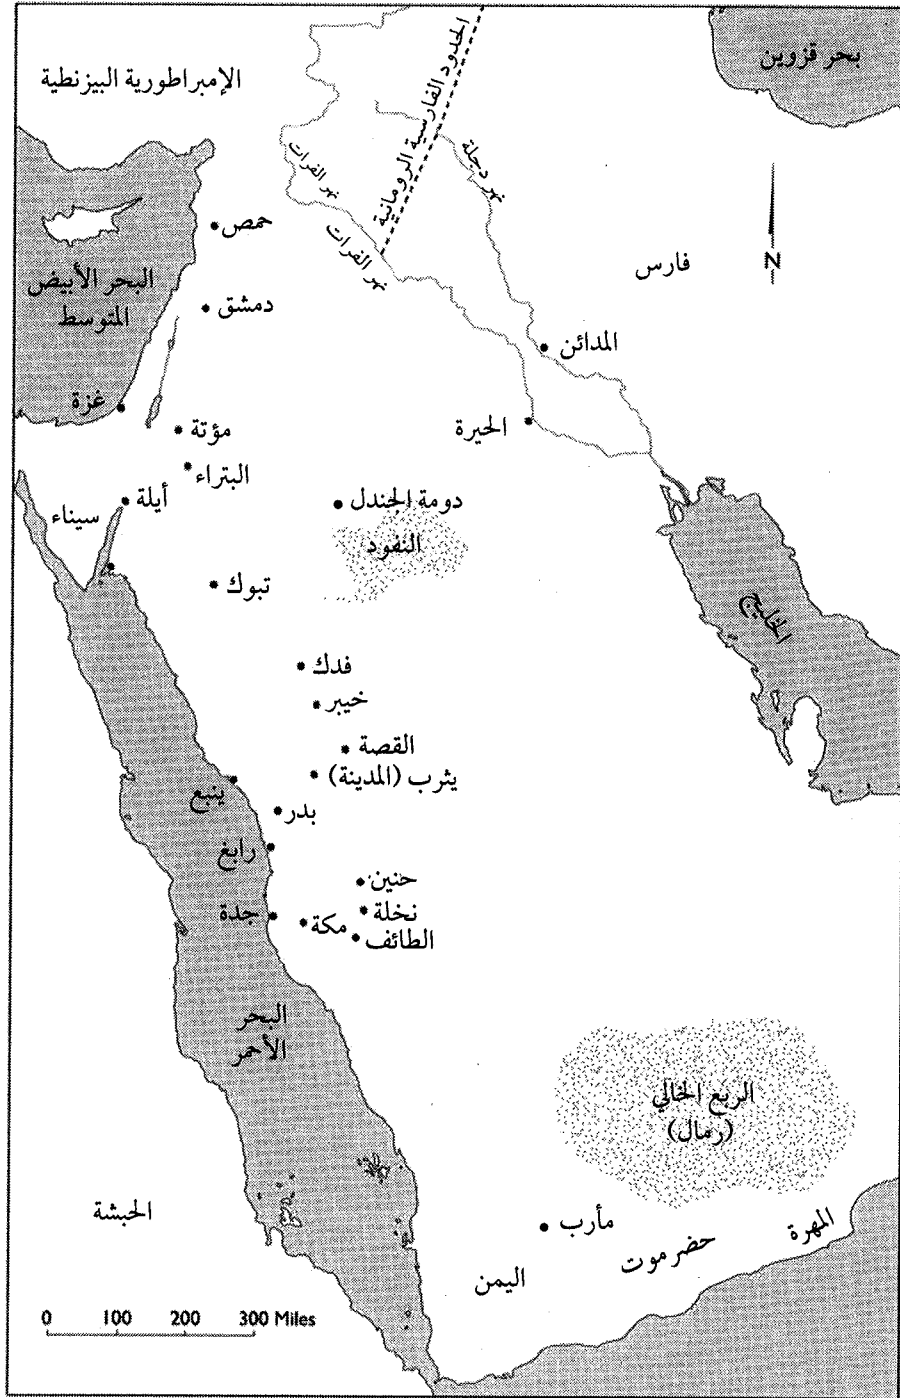 بحر قزوين
الإمبراطورية البيزنطية
الحدود الفارسية الرومانية
نهر دجلة
نهر الفرات
نهر الفرات
حمص
فارس
N
البحر الأبيض
المتوسط
دمشق
المدائن
غزة
مؤتة
الحيرة
البتراء
أيلة
سيناء
دومة الجندل
النفود
تبوك
الخليج
فدك
خيبر
القصة
يثرب (المدينة)
ينبع
بدر
رابغ
حنين
نخلة
جدة
مكة
الطائف
البحر
الأحمر
الربع الخالي
(رمال)
الحبشة
مأرب
المهرة
حضرموت
اليمن
0 100 200 300 Miles